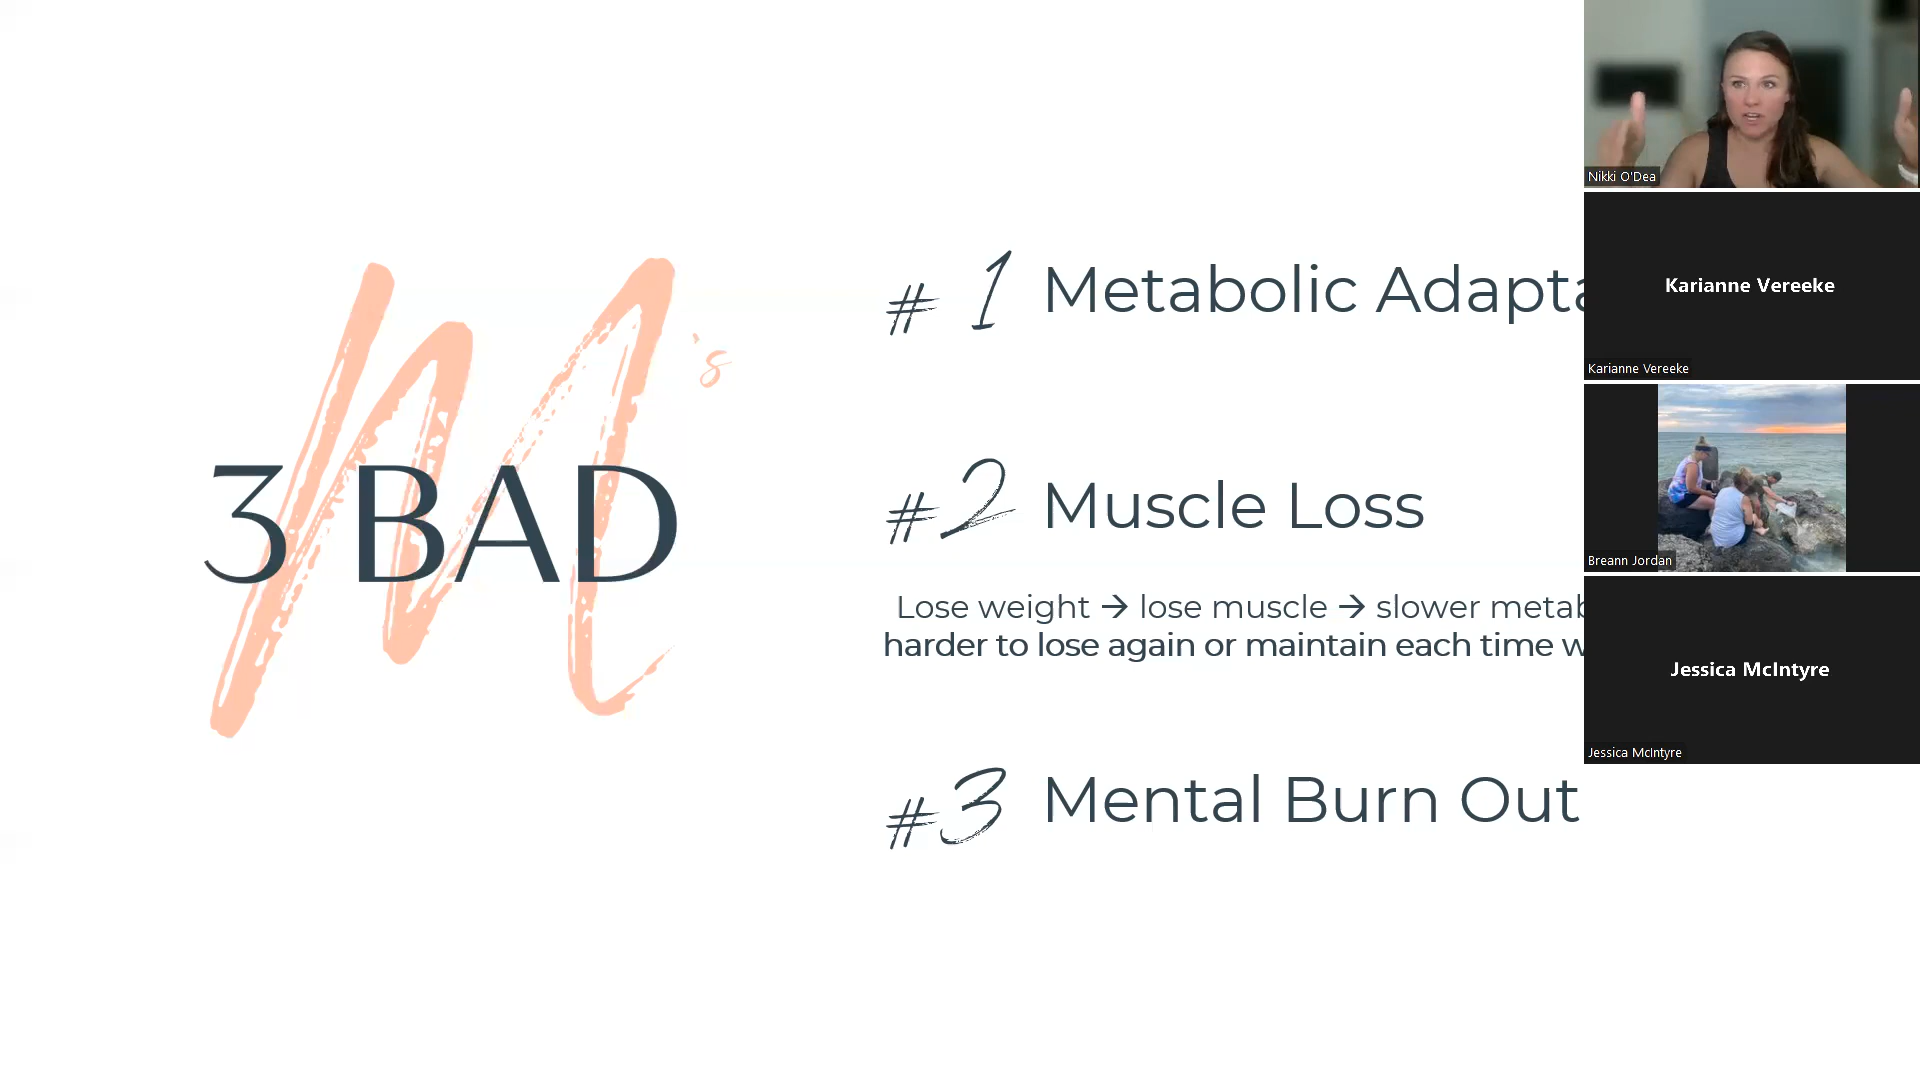 M's
3 BAD
# 1 Metabolic Adapta
#2 Muscle Loss
Lose weight → lose muscle → slower metab
harder to lose again or maintain each time w
#3 Mental Burn Out
Nikki O'Dea
Karianne Vereeke
Karianne Vereeke
Breann Jordan
Jessica McIntyre
Jessica McIntyre